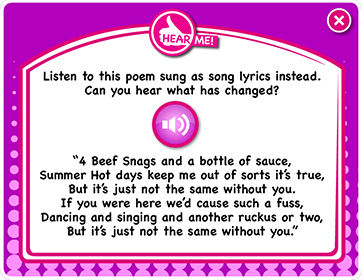 HEAR ME!
Listen to this poem sung as song lyrics instead.
Can you hear what has changed?
“4 Beef Snags and a bottle of sauce,
Summer Hot days keep me out of sorts it’s true,
But it’s just not the same without you.
If you were here we’d cause such a fuss,
Dancing and singing and another ruckus or two,
But it’s just not the same without you.”